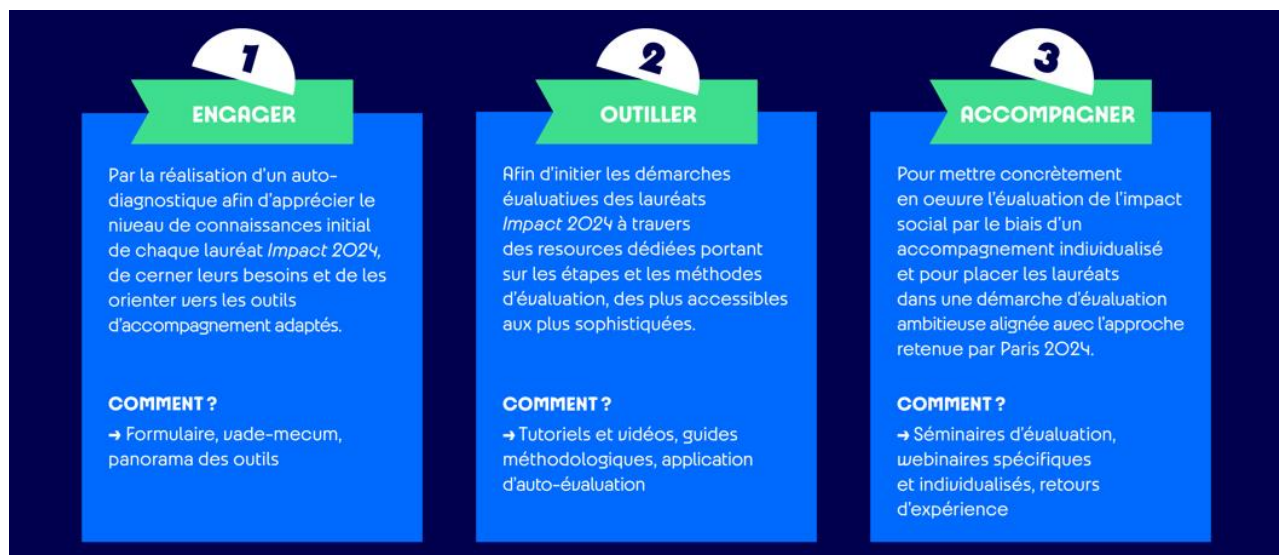 1
ENGAGER
Par la réalisation d'un auto-
diagnostique afin d'apprécier le
niveau de connaissances initial
de chaque lauréat Impact 2024,
de cerner leurs besoins et de les
orienter vers les outils
d'accompagnement adaptés.
COMMENT ?
→ Formulaire, vade-mecum,
panorama des outils
2
OUTILLER
Afin d'initier les démarches
évaluatives des lauréats
Impact 2024 à travers
des resources dédiées portant
sur les étapes et les méthodes
d'évaluation, des plus accessibles
aux plus sophistiquées.
COMMENT ?
→ Tutoriels et vidéos, guides
méthodologiques, application
d'auto-évaluation
3
ACCOMPAGNER
Pour mettre concrètement
en oeuvre l'évaluation de l'impact
social par le biais d'un
accompagnement individualisé
et pour placer les lauréats
dans une démarche d'évaluation
ambitieuse alignée avec l'approche
retenue par Paris 2024.
COMMENT ?
→ Séminaires d'évaluation,
webinaires spécifiques
et individualisés, retours
d'expérience